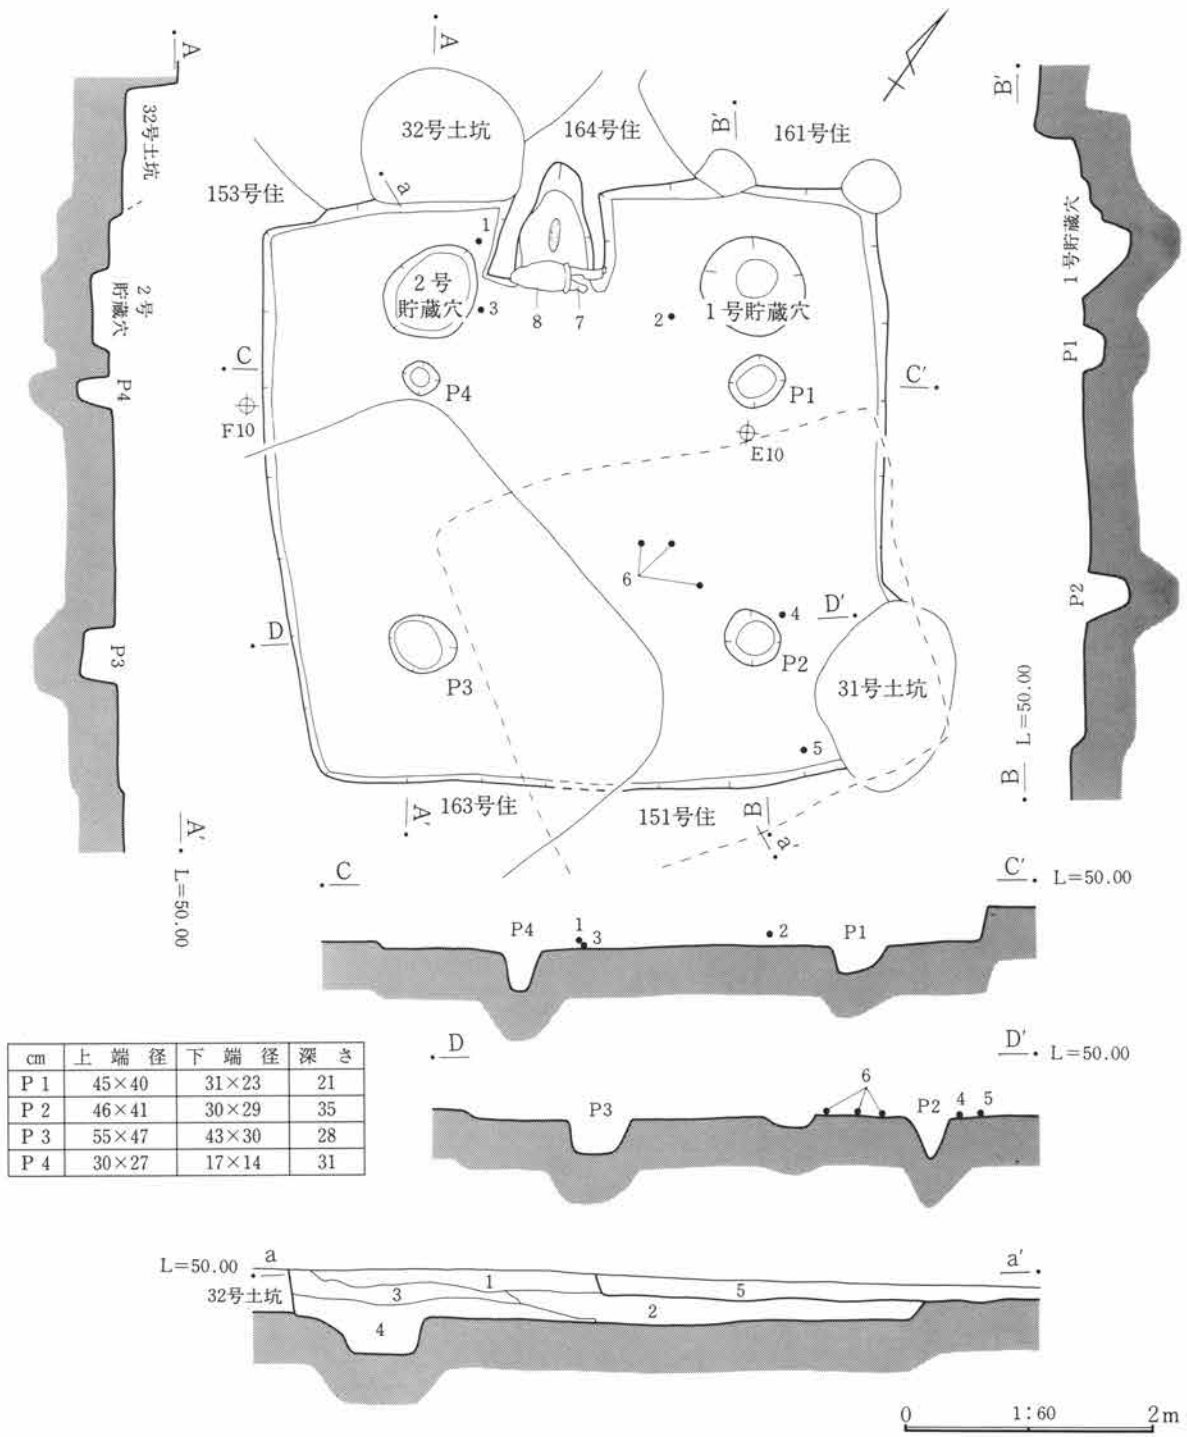 A
A
32号土坑
164号住
B'
161号住
B'
32号土坑
a
153号住
1
2号
貯蔵穴
3
8
7
2
1号貯蔵穴
1号貯蔵穴
2号
貯蔵穴
C
C'
P4
P4
P1
P1
F10
E10
6
4
D'
P2
D
P3
P2
P3
31号土坑
5
L=50.00
B
A'
163号住
151号住
B
a'
A'
L=50.00
C
C'
L=50.00
P4
1
3
2
P1
D
D'
L=50.00
P3
6
P2
4
5
cm 上端径 下端径 深さ
P1 45×40 31×23 21
P2 46×41 30×29 35
P3 55×47 43×30 28
P4 30×27 17×14 31
L=50.00
a
a'
32号土坑
1
3
5
2
4
0
1:60
2m